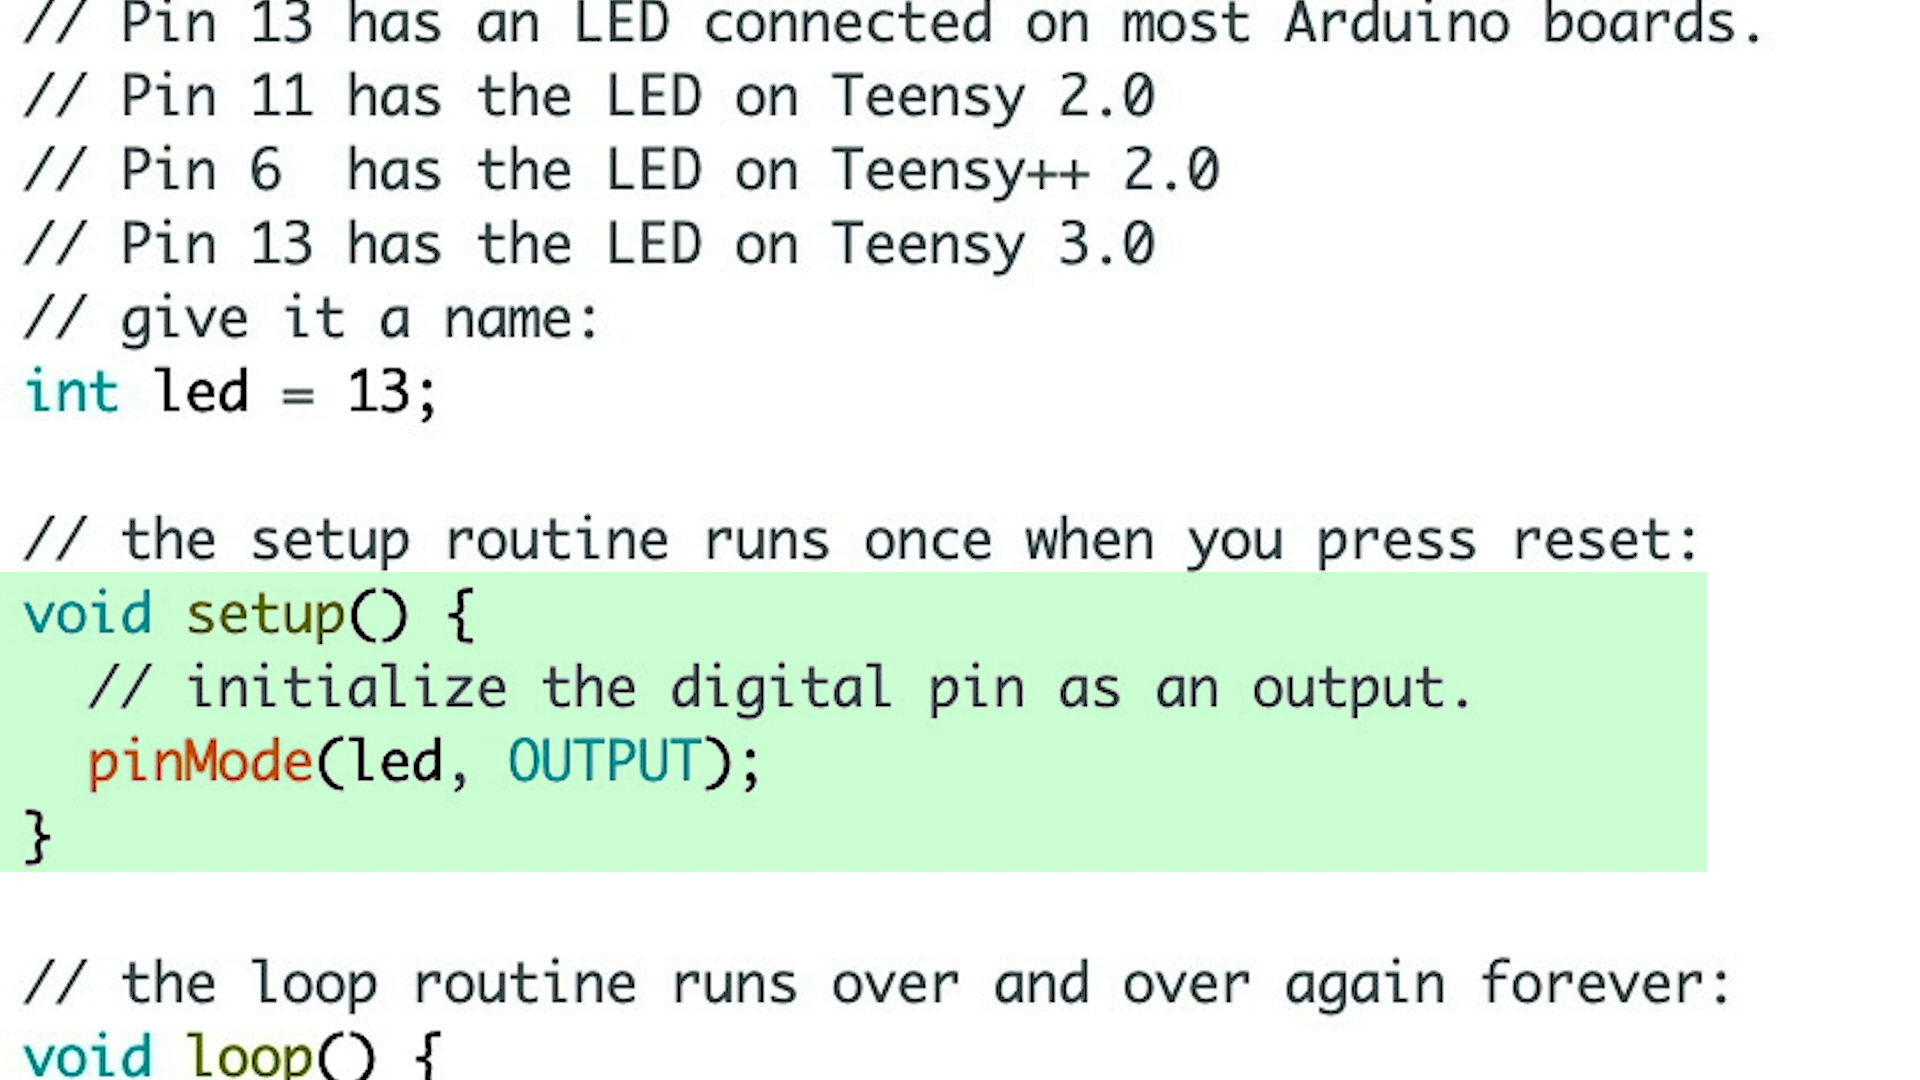 // Pin 13 has an LED connected on most Arduino boards.
// Pin 11 has the LED on Teensy 2.0
// Pin 6  has the LED on Teensy++ 2.0
// Pin 13 has the LED on Teensy 3.0
// give it a name:
int led = 13;
// the setup routine runs once when you press reset:
void setup() {
  // initialize the digital pin as an output.
  pinMode(led, OUTPUT);
}
// the loop routine runs over and over again forever:
void loop() {